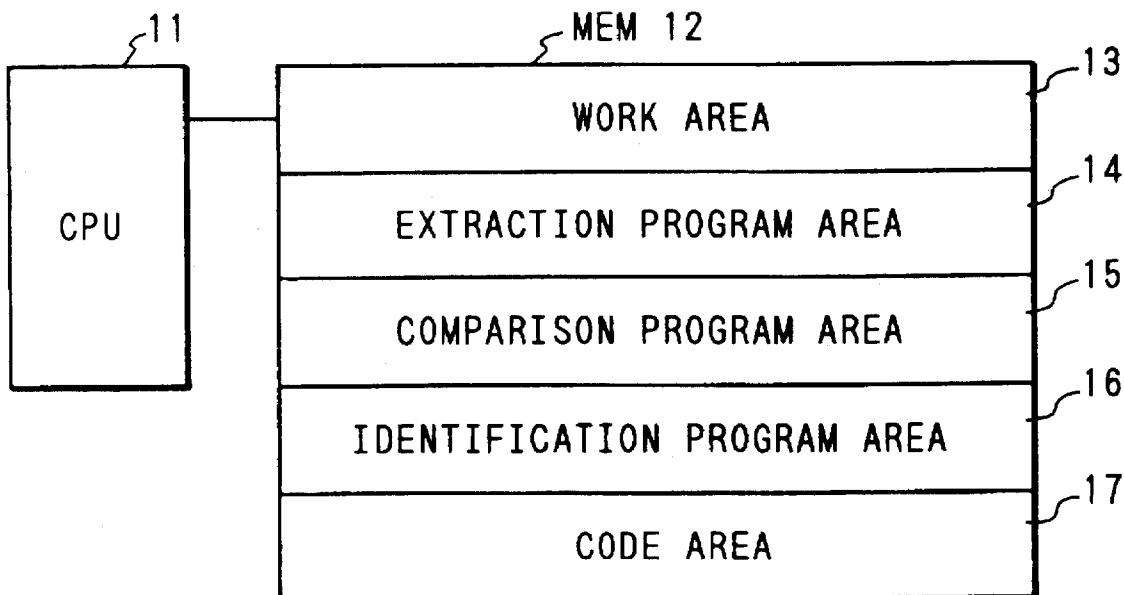 11
MEM 12
13
WORK AREA
14
CPU
EXTRACTION PROGRAM AREA
15
COMPARISON PROGRAM AREA
16
IDENTIFICATION PROGRAM AREA
17
CODE AREA